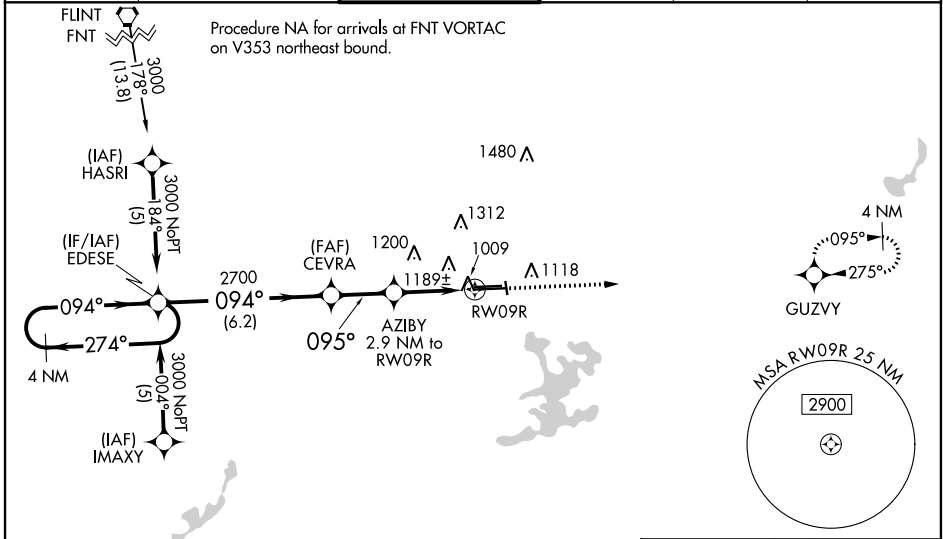 FLINT
FNT
Procedure NA for arrivals at FNT VORTAC
on V353 northeast bound.
3000
178°
(13.8)
(IAF)
HASRI
3000 NoPT
184°
(5)
(IF/IAF)
EDESE
094°
274°
4 NM
3000 NoPT
004°
(5)
(IAF)
IMAXY
2700
094°
(6.2)
(FAF)
CEVRA
095°
AZIBY
2.9 NM to
RW09R
1480
1312
1200
1189±
1009
1118
RW09R
4 NM
095°
275°
GUZVY
MSA RW09R 25 NM
2900